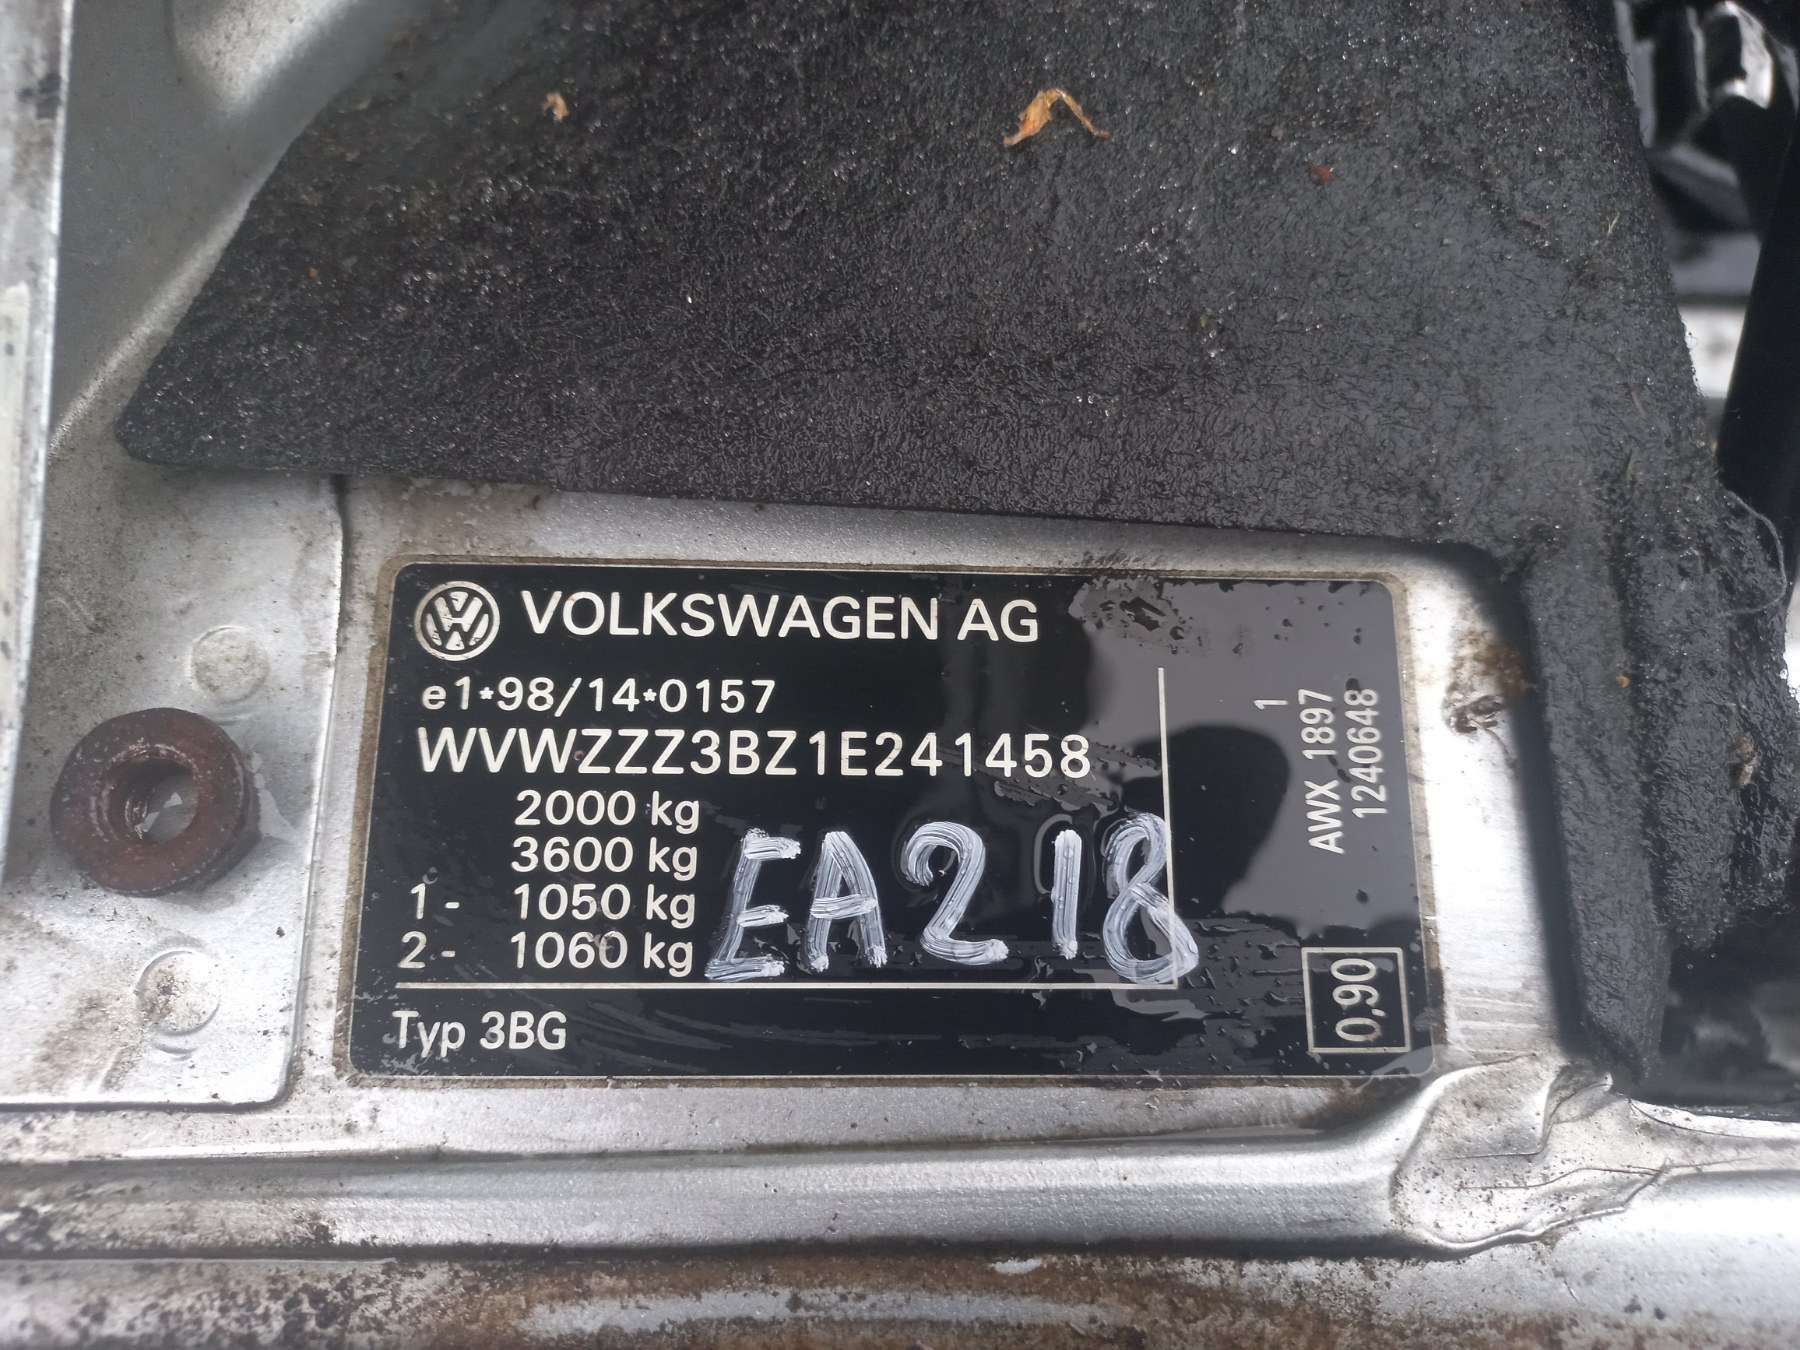 VOLKSWAGEN AG
e1*98/14*0157
WVWZZZ3BZ1E241458
2000 kg
3600 kg
1- 1050 kg
2- 1060 kg
EA218
Typ 3BG
1
AWX 1897
1240648
0,90